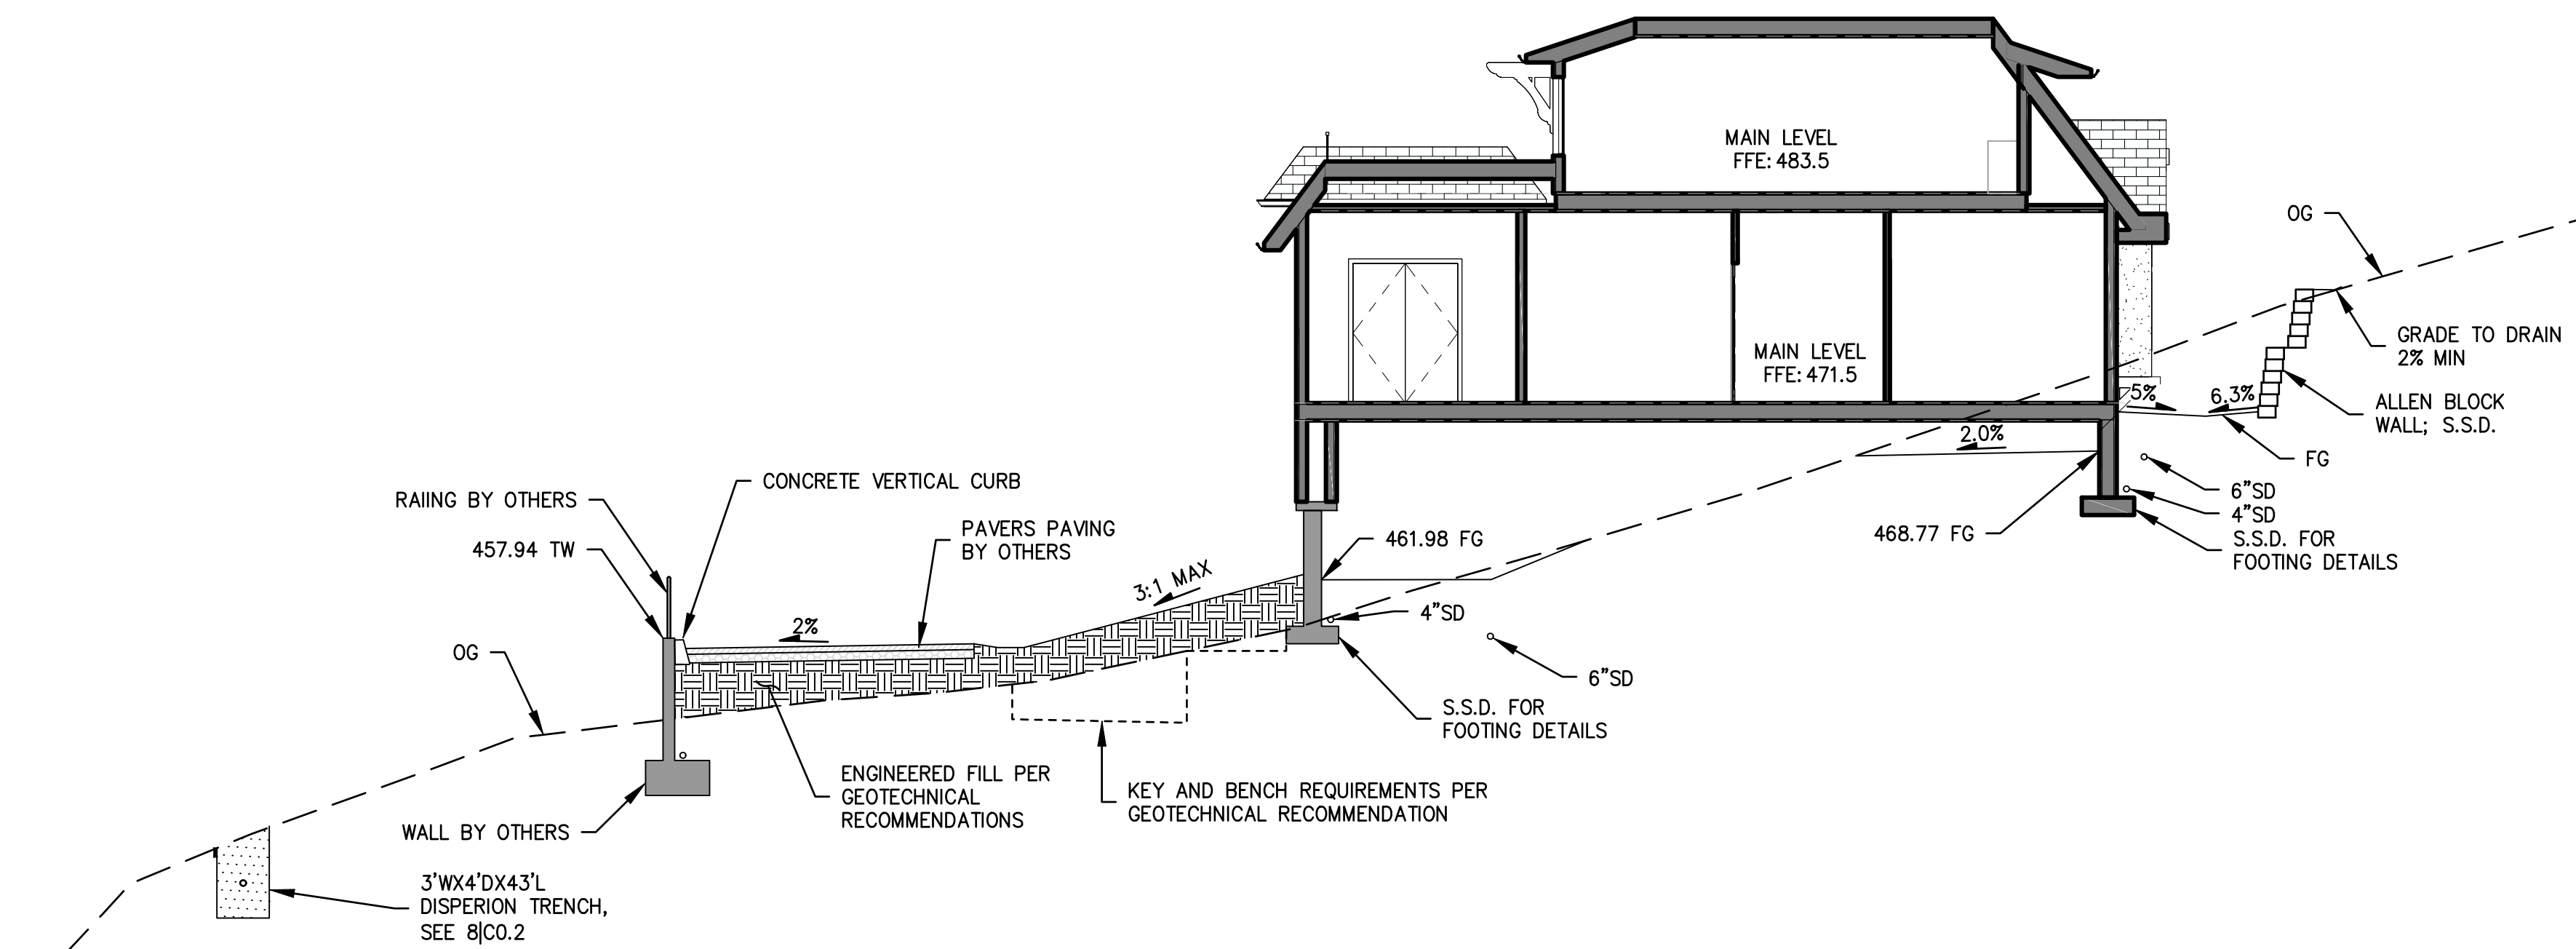 MAIN LEVEL
FFE: 483.5
OG
MAIN LEVEL
FFE: 471.5
GRADE TO DRAIN
2% MIN
5%
6.3%
ALLEN BLOCK
WALL; S.S.D.
2.0%
FG
6"SD
4"SD
468.77 FG
S.S.D. FOR
FOOTING DETAILS
CONCRETE VERTICAL CURB
RAIING BY OTHERS
PAVERS PAVING
BY OTHERS
457.94 TW
461.98 FG
3:1 MAX
4"SD
2%
OG
6"SD
S.S.D. FOR
FOOTING DETAILS
ENGINEERED FILL PER
GEOTECHNICAL
RECOMMENDATIONS
KEY AND BENCH REQUIREMENTS PER
GEOTECHNICAL RECOMMENDATION
WALL BY OTHERS
3'WX4'DX43'L
DISPERION TRENCH,
SEE 8|C0.2